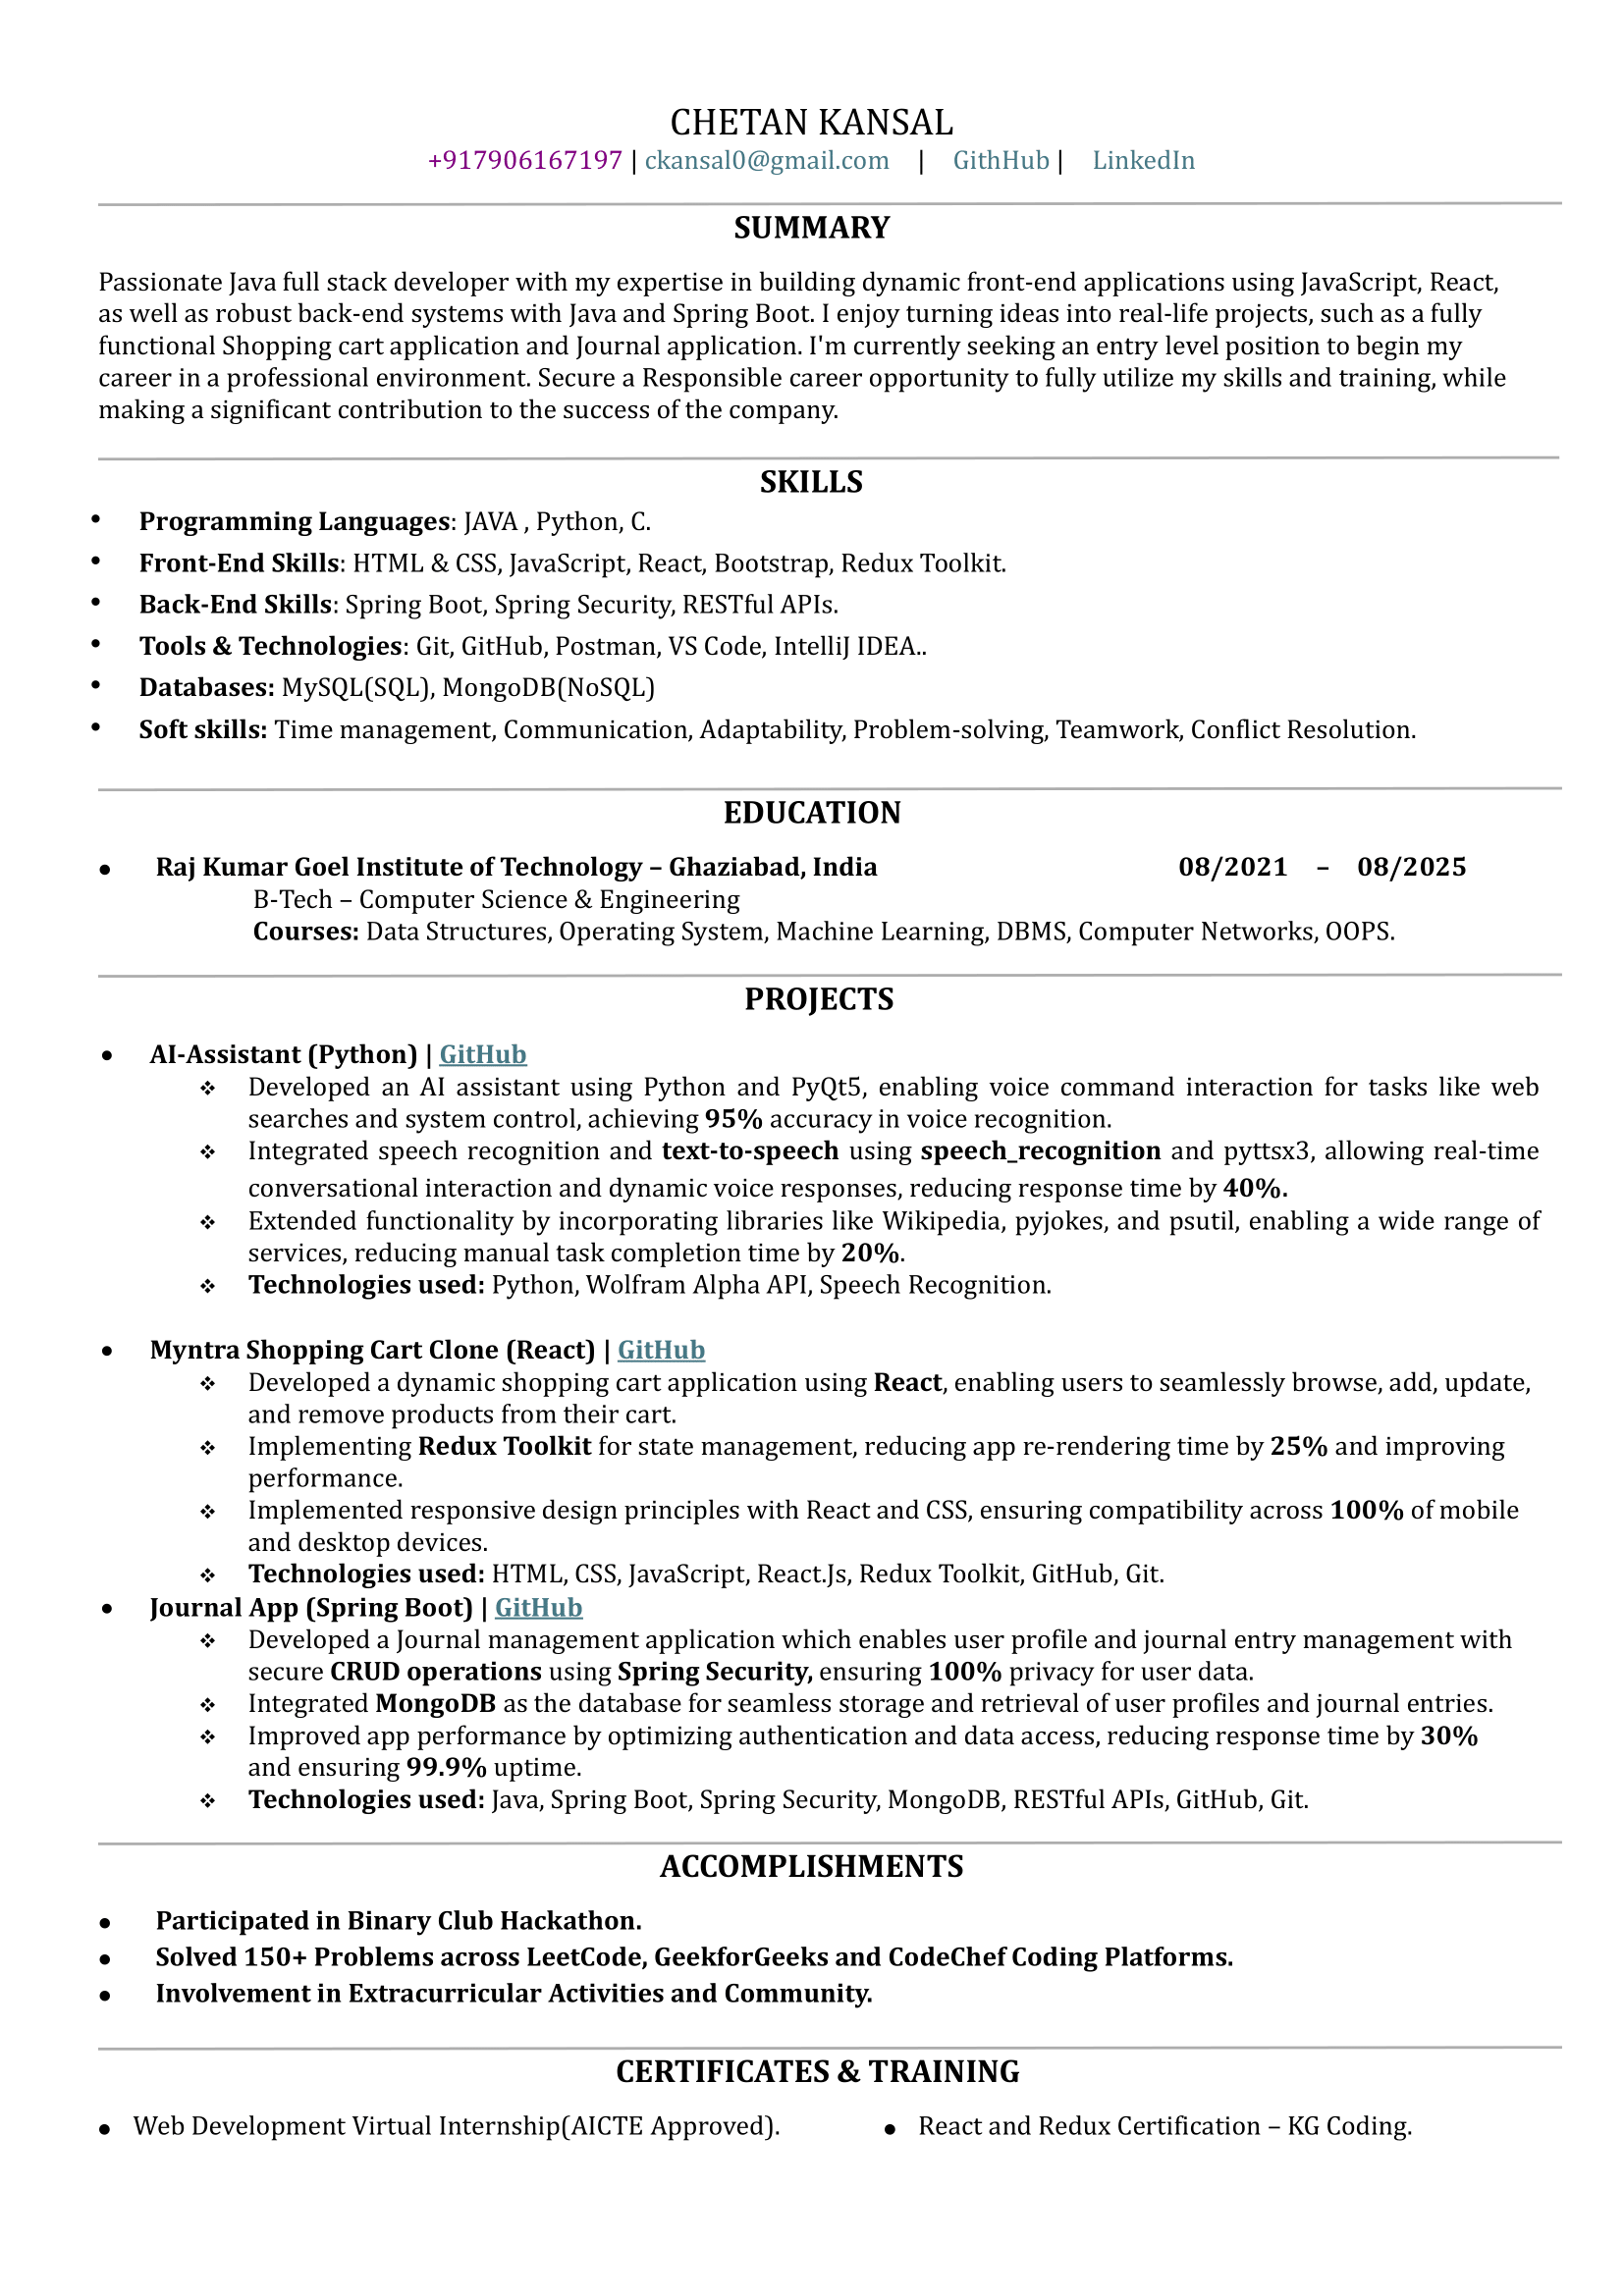 CHETAN KANSAL
+917906167197 | ckansal0@gmail.com | GithHub | LinkedIn
SUMMARY
Passionate Java full stack developer with my expertise in building dynamic front-end applications using JavaScript, React,
as well as robust back-end systems with Java and Spring Boot. I enjoy turning ideas into real-life projects, such as a fully
functional Shopping cart application and Journal application. I'm currently seeking an entry level position to begin my
career in a professional environment. Secure a Responsible career opportunity to fully utilize my skills and training, while
making a significant contribution to the success of the company.
SKILLS
• Programming Languages: JAVA , Python, C.
• Front-End Skills: HTML & CSS, JavaScript, React, Bootstrap, Redux Toolkit.
• Back-End Skills: Spring Boot, Spring Security, RESTful APIs.
• Tools & Technologies: Git, GitHub, Postman, VS Code, IntelliJ IDEA..
• Databases: MySQL(SQL), MongoDB(NoSQL)
• Soft skills: Time management, Communication, Adaptability, Problem-solving, Teamwork, Conflict Resolution.
EDUCATION
● Raj Kumar Goel Institute of Technology – Ghaziabad, India 08/2021 – 08/2025
B-Tech – Computer Science & Engineering
Courses: Data Structures, Operating System, Machine Learning, DBMS, Computer Networks, OOPS.
PROJECTS
• AI-Assistant (Python) | GitHub
❖ Developed an AI assistant using Python and PyQt5, enabling voice command interaction for tasks like web
searches and system control, achieving 95% accuracy in voice recognition.
❖ Integrated speech recognition and text-to-speech using speech_recognition and pyttsx3, allowing real-time
conversational interaction and dynamic voice responses, reducing response time by 40%.
❖ Extended functionality by incorporating libraries like Wikipedia, pyjokes, and psutil, enabling a wide range of
services, reducing manual task completion time by 20%.
❖ Technologies used: Python, Wolfram Alpha API, Speech Recognition.
• Myntra Shopping Cart Clone (React) | GitHub
❖ Developed a dynamic shopping cart application using React, enabling users to seamlessly browse, add, update,
and remove products from their cart.
❖ Implementing Redux Toolkit for state management, reducing app re-rendering time by 25% and improving
performance.
❖ Implemented responsive design principles with React and CSS, ensuring compatibility across 100% of mobile
and desktop devices.
❖ Technologies used: HTML, CSS, JavaScript, React.Js, Redux Toolkit, GitHub, Git.
• Journal App (Spring Boot) | GitHub
❖ Developed a Journal management application which enables user profile and journal entry management with
secure CRUD operations using Spring Security, ensuring 100% privacy for user data.
❖ Integrated MongoDB as the database for seamless storage and retrieval of user profiles and journal entries.
❖ Improved app performance by optimizing authentication and data access, reducing response time by 30%
and ensuring 99.9% uptime.
❖ Technologies used: Java, Spring Boot, Spring Security, MongoDB, RESTful APIs, GitHub, Git.
ACCOMPLISHMENTS
● Participated in Binary Club Hackathon.
● Solved 150+ Problems across LeetCode, GeekforGeeks and CodeChef Coding Platforms.
● Involvement in Extracurricular Activities and Community.
CERTIFICATES & TRAINING
● Web Development Virtual Internship(AICTE Approved). ● React and Redux Certification – KG Coding.